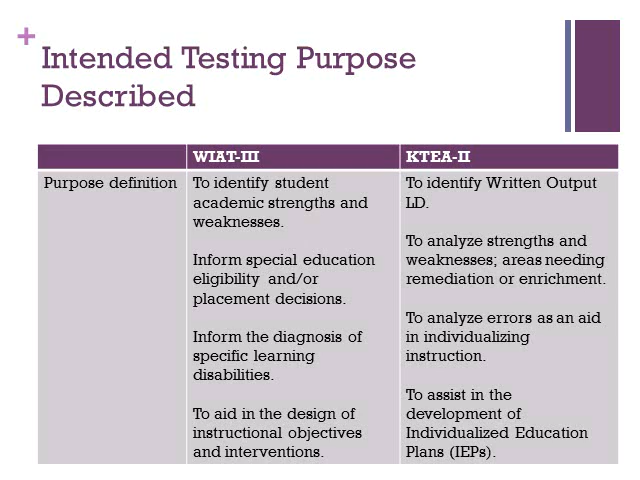 +
Intended Testing Purpose
Described
WIAT-III KTEA-II
Purpose definition
To identify student
academic strengths and
weaknesses.
Inform special education
eligibility and/or
placement decisions.
Inform the diagnosis of
specific learning
disabilities.
To aid in the design of
instructional objectives
and interventions.
To identify Written Output
LD.
To analyze strengths and
weaknesses; areas needing
remediation or enrichment.
To analyze errors as an aid
in individualizing
instruction.
To assist in the
development of
Individualized Education
Plans (IEPs).